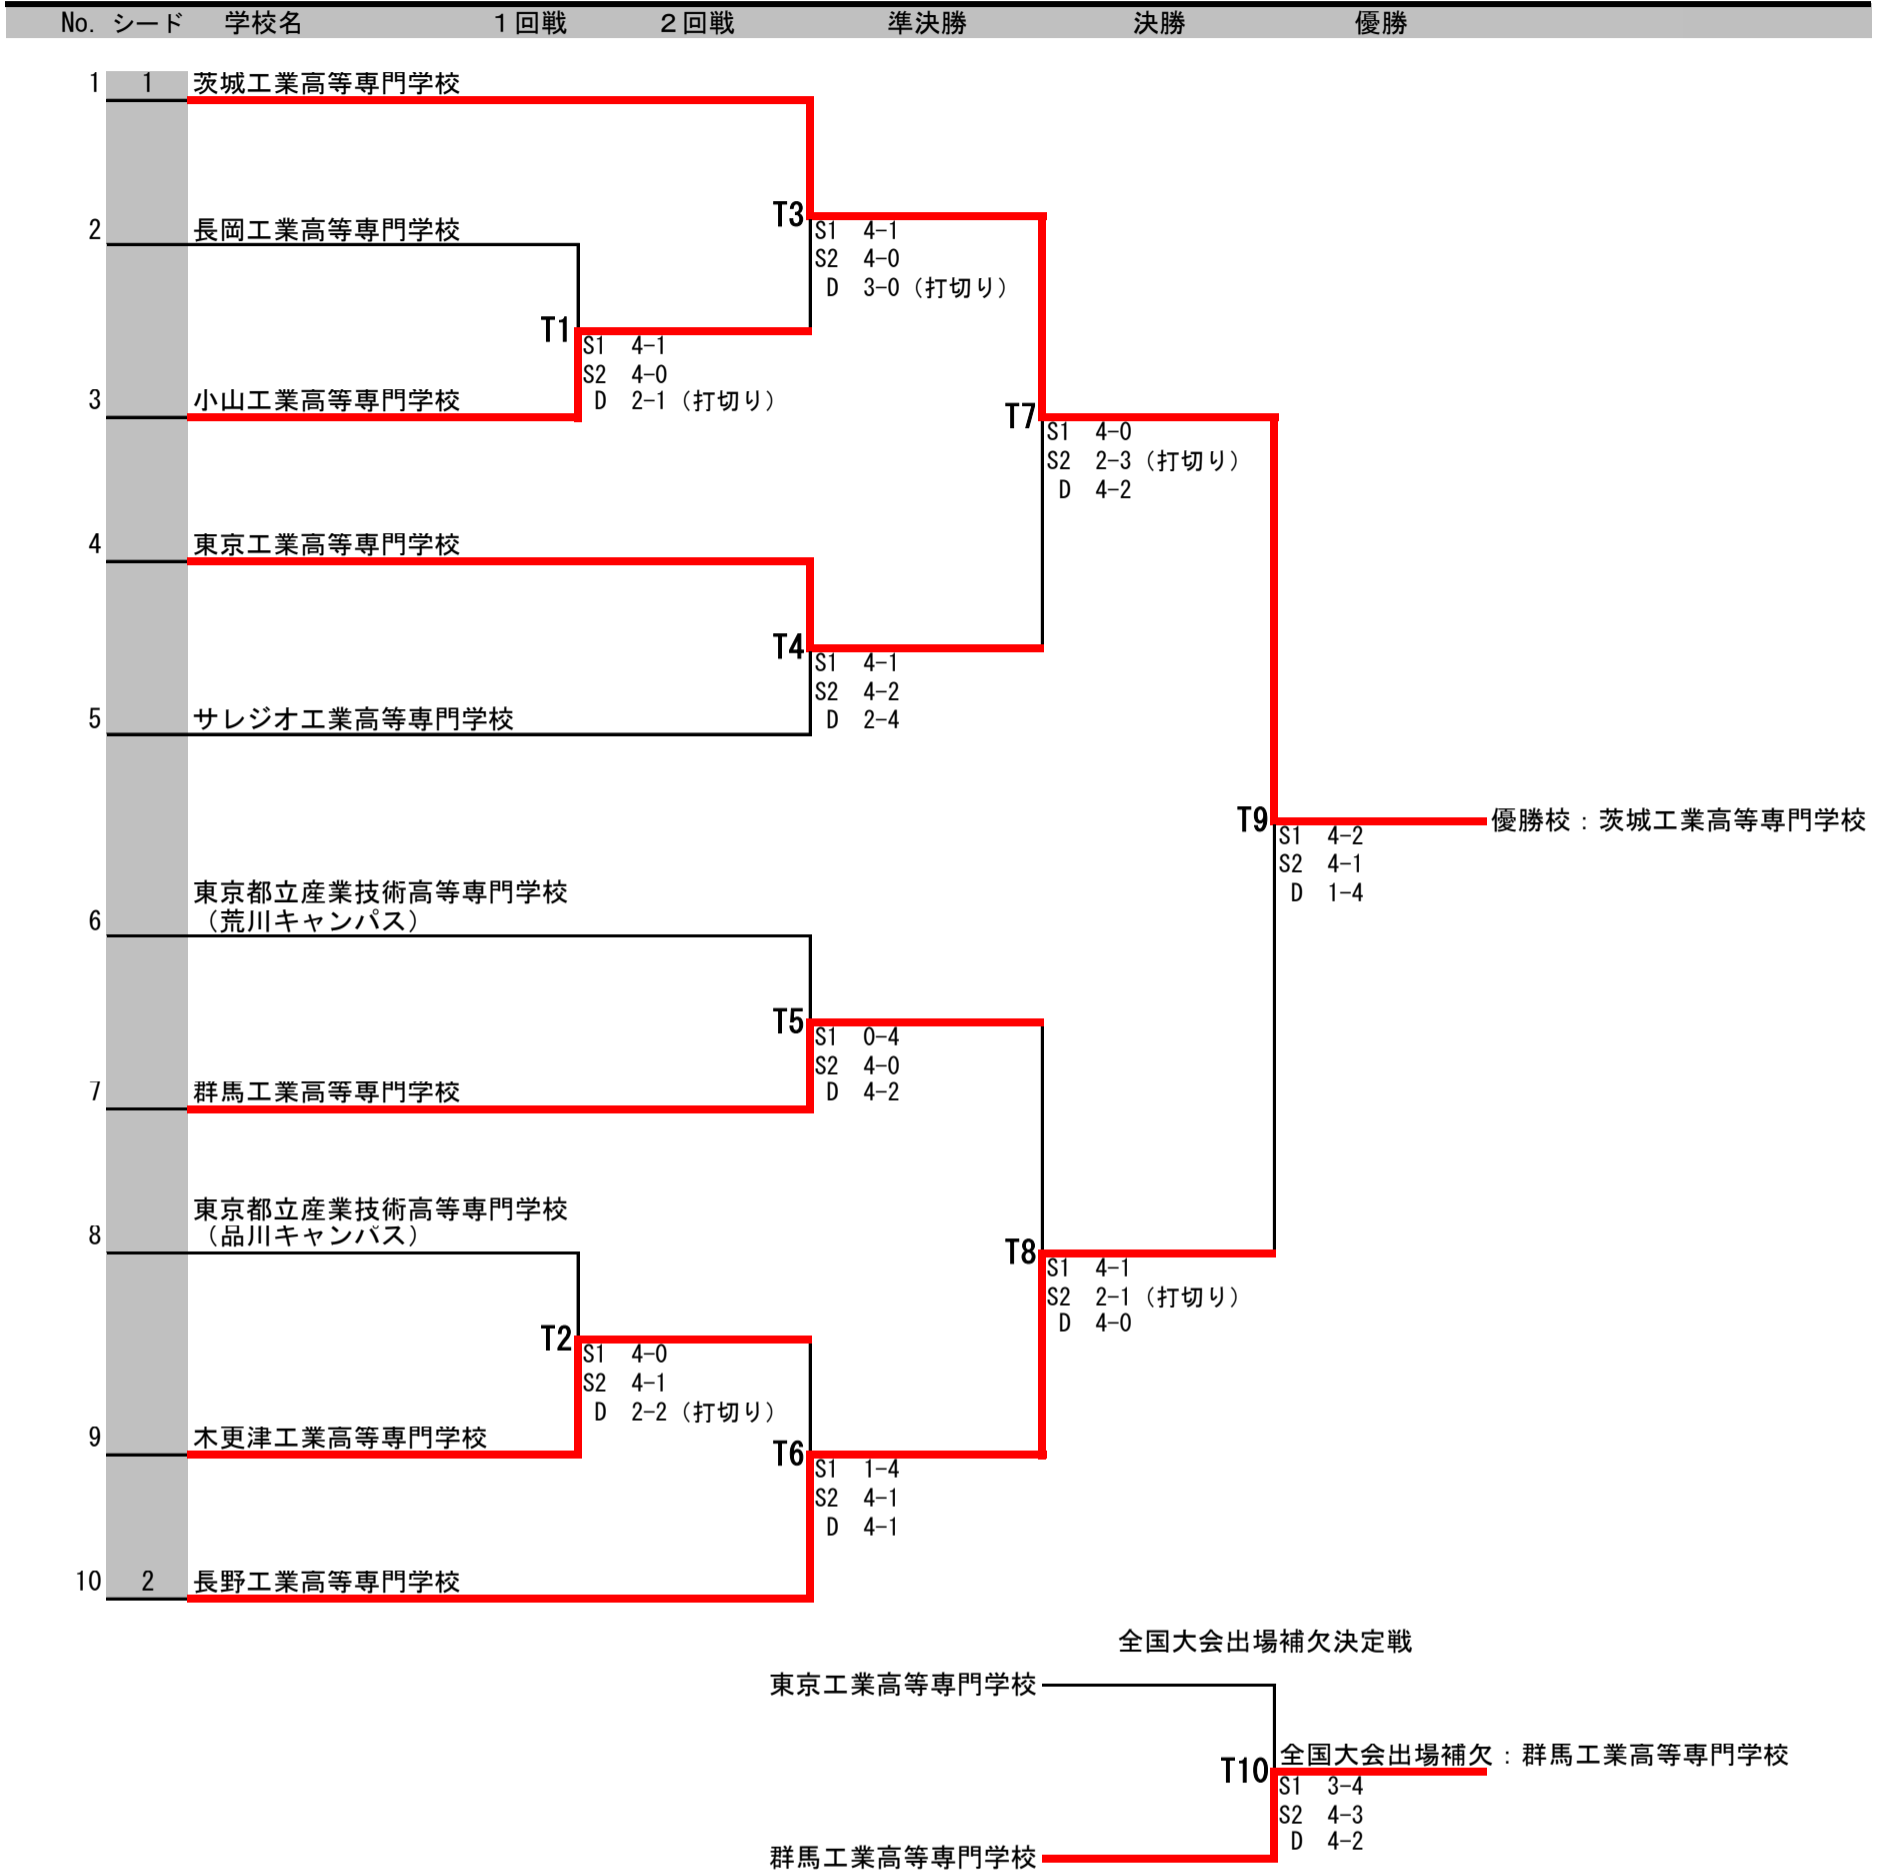 No. シード 学校名 １回戦 ２回戦 準決勝 決勝 優勝
1 1 茨城工業高等専門学校
2 長岡工業高等専門学校
T3
S1 4-1
S2 4-0
D 3-0（打切り）
T1
S1 4-1
S2 4-0
D 2-1（打切り）
3 小山工業高等専門学校
T7
S1 4-0
S2 2-3（打切り）
D 4-2
4 東京工業高等専門学校
T4
S1 4-1
S2 4-2
D 2-4
5 サレジオ工業高等専門学校
T9
優勝校：茨城工業高等専門学校
S1 4-2
S2 4-1
D 1-4
東京都立産業技術高等専門学校
6 （荒川キャンパス）
T5
S1 0-4
S2 4-0
D 4-2
7 群馬工業高等専門学校
東京都立産業技術高等専門学校
8 （品川キャンパス）
T8
S1 4-1
S2 2-1（打切り）
D 4-0
T2
S1 4-0
S2 4-1
D 2-2（打切り）
9 木更津工業高等専門学校
T6
S1 1-4
S2 4-1
D 4-1
10 2 長野工業高等専門学校
全国大会出場補欠決定戦
東京工業高等専門学校
全国大会出場補欠：群馬工業高等専門学校
T10
S1 3-4
S2 4-3
D 4-2
群馬工業高等専門学校